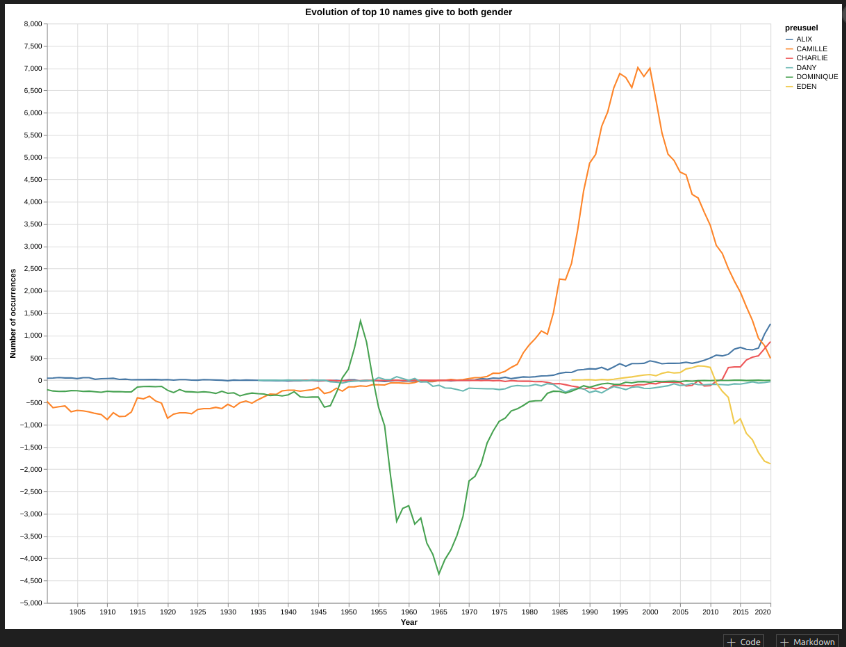 Evolution of top 10 names give to both gender
8,000
7,500
7,000
6,500
6,000
5,500
5,000
4,500
4,000
3,500
3,000
2,500
2,000
1,500
1,000
500
0
−500
−1,000
−1,500
−2,000
−2,500
−3,000
−3,500
−4,000
−4,500
−5,000
Number of occurrences
1905 1910 1915 1920 1925 1930 1935 1940 1945 1950 1955 1960 1965 1970 1975 1980 1985 1990 1995 2000 2005 2010 2015 2020
Year
preusuel
ALIX
CAMILLE
CHARLIE
DANY
DOMINIQUE
EDEN
+ Code + Markdown